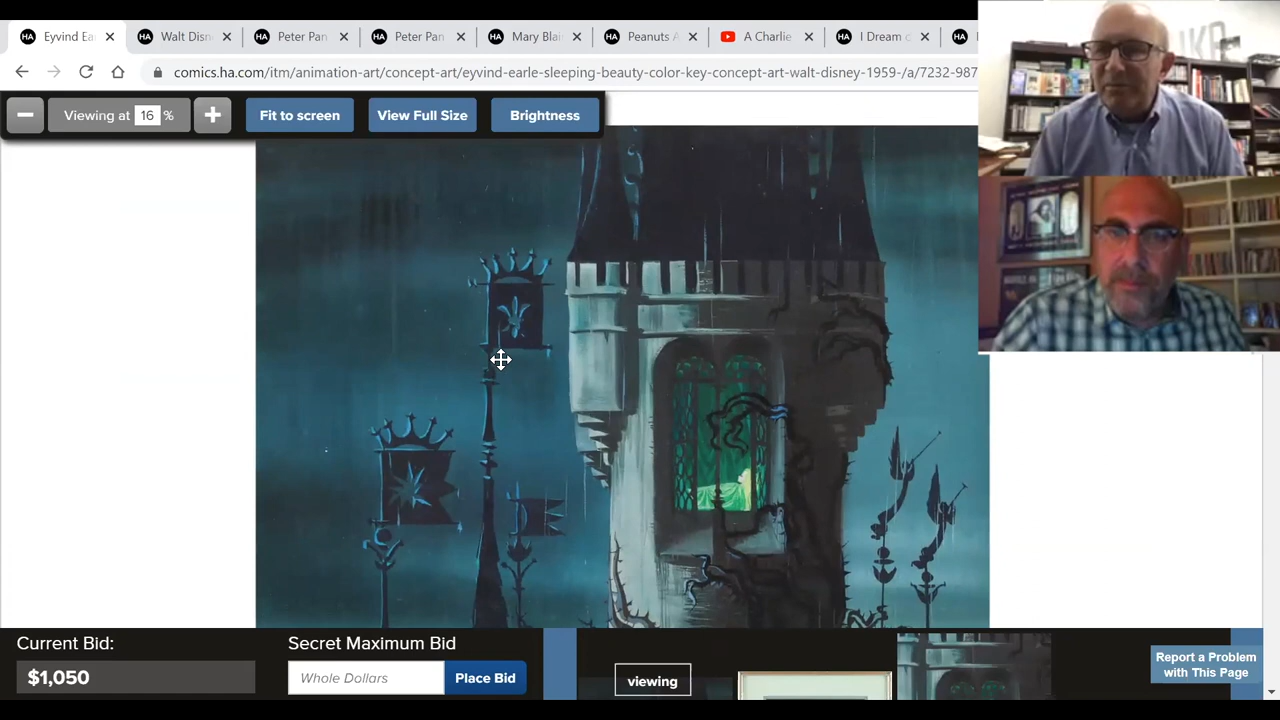 Eyvind Ea
Walt Disn
Peter Pan
Peter Pan
Mary Blai
Peanuts A
A Charlie
I Dream o
comics.ha.com/itm/animation-art/concept-art/eyvind-earle-sleeping-beauty-color-key-concept-art-walt-disney-1959-/a/7232-987
Viewing at 16 %
Fit to screen
View Full Size
Brightness
Current Bid:
$1,050
Secret Maximum Bid
Whole Dollars
Place Bid
viewing
Report a Problem
with This Page